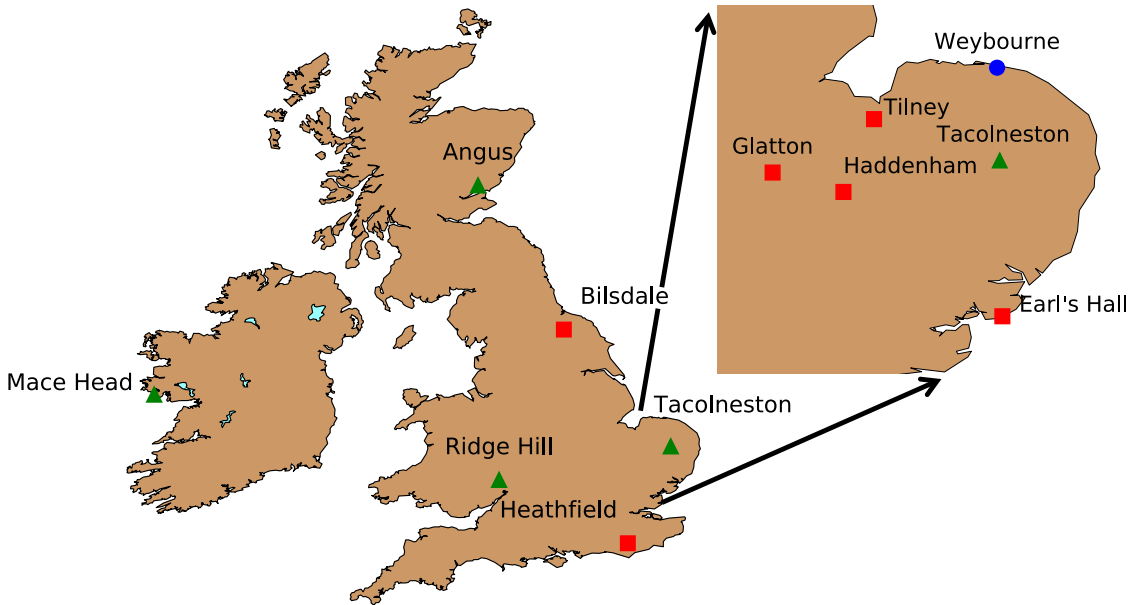 Weybourne
Tilney
Tacolneston
Glatton
Haddenham
Angus
Bilsdale
Earl's Hall
Mace Head
Tacolneston
Ridge Hill
Heathfield